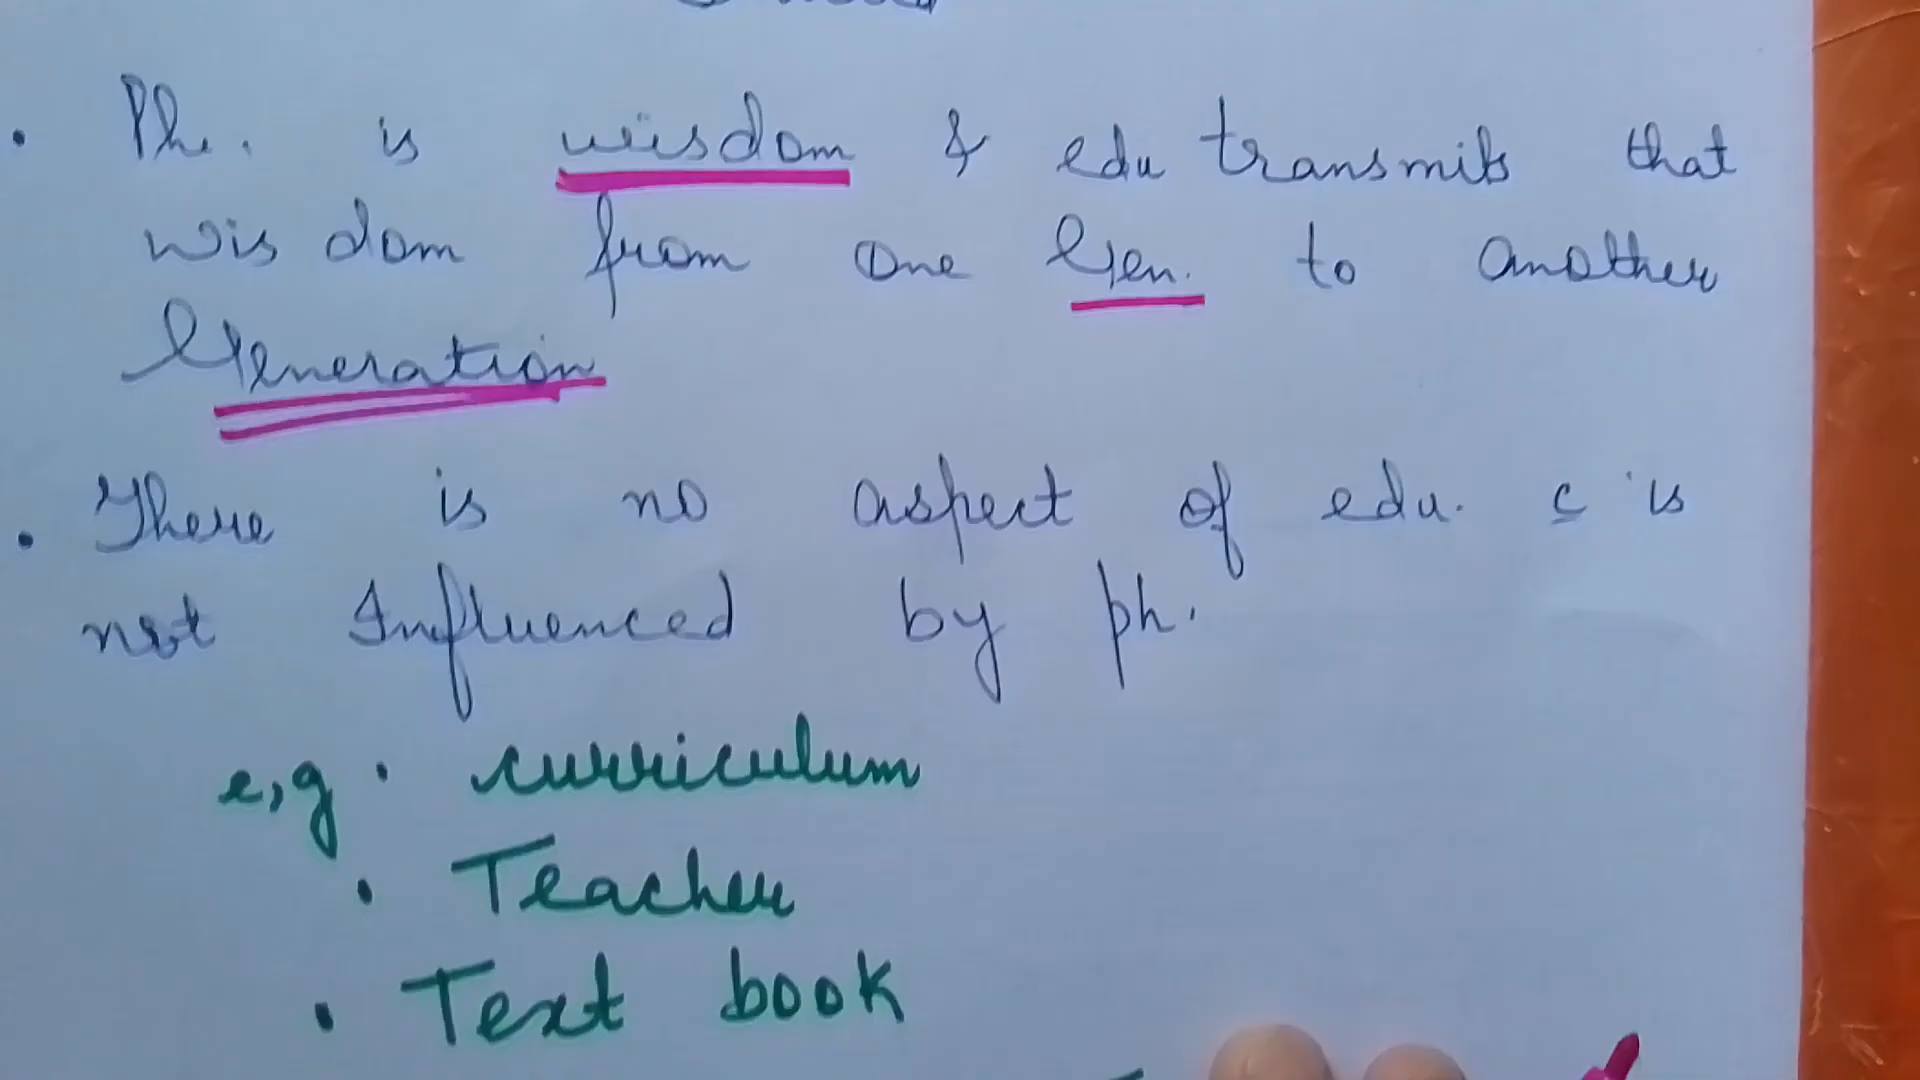 • Ph. is wisdom & edu transmits that
wisdom from one Gen. to another
Generation
• There is no aspect of edu. c is
not Influenced by ph.
e,g • curriculum
• Teacher
• Text book